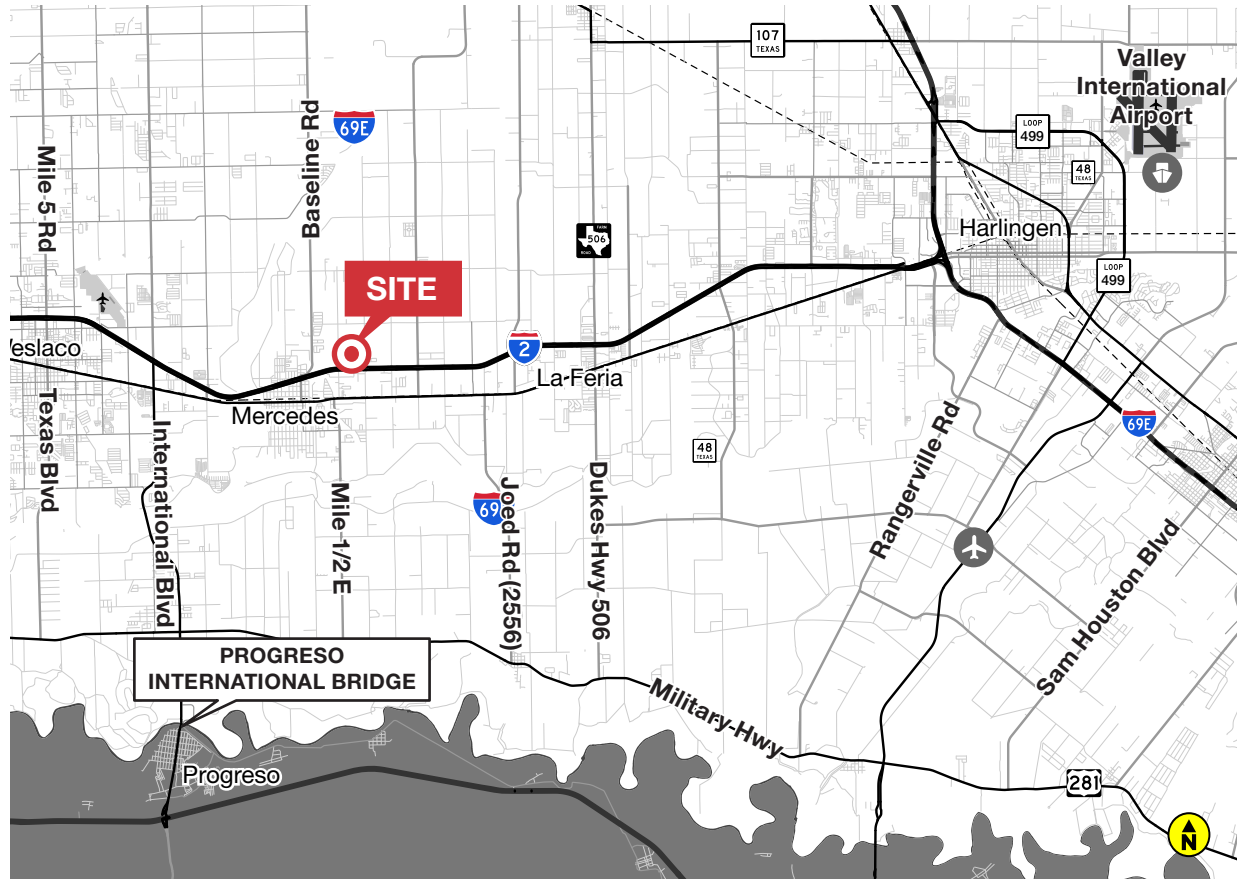 107
TEXAS
Valley
International
Airport
69E
Baseline Rd
Mile 5 Rd
LOOP
499
48
TEXAS
FARM
506
ROAD
Harlingen
LOOP
499
SITE
2
eslaco
La Feria
Mercedes
Texas Blvd
International Blvd
Mile 1/2 E
69
Joed Rd (2556)
Dukes Hwy 506
48
TEXAS
Rangerville Rd
69E
Sam Houston Blvd
PROGRESO
INTERNATIONAL BRIDGE
Military Hwy
Progreso
281
N